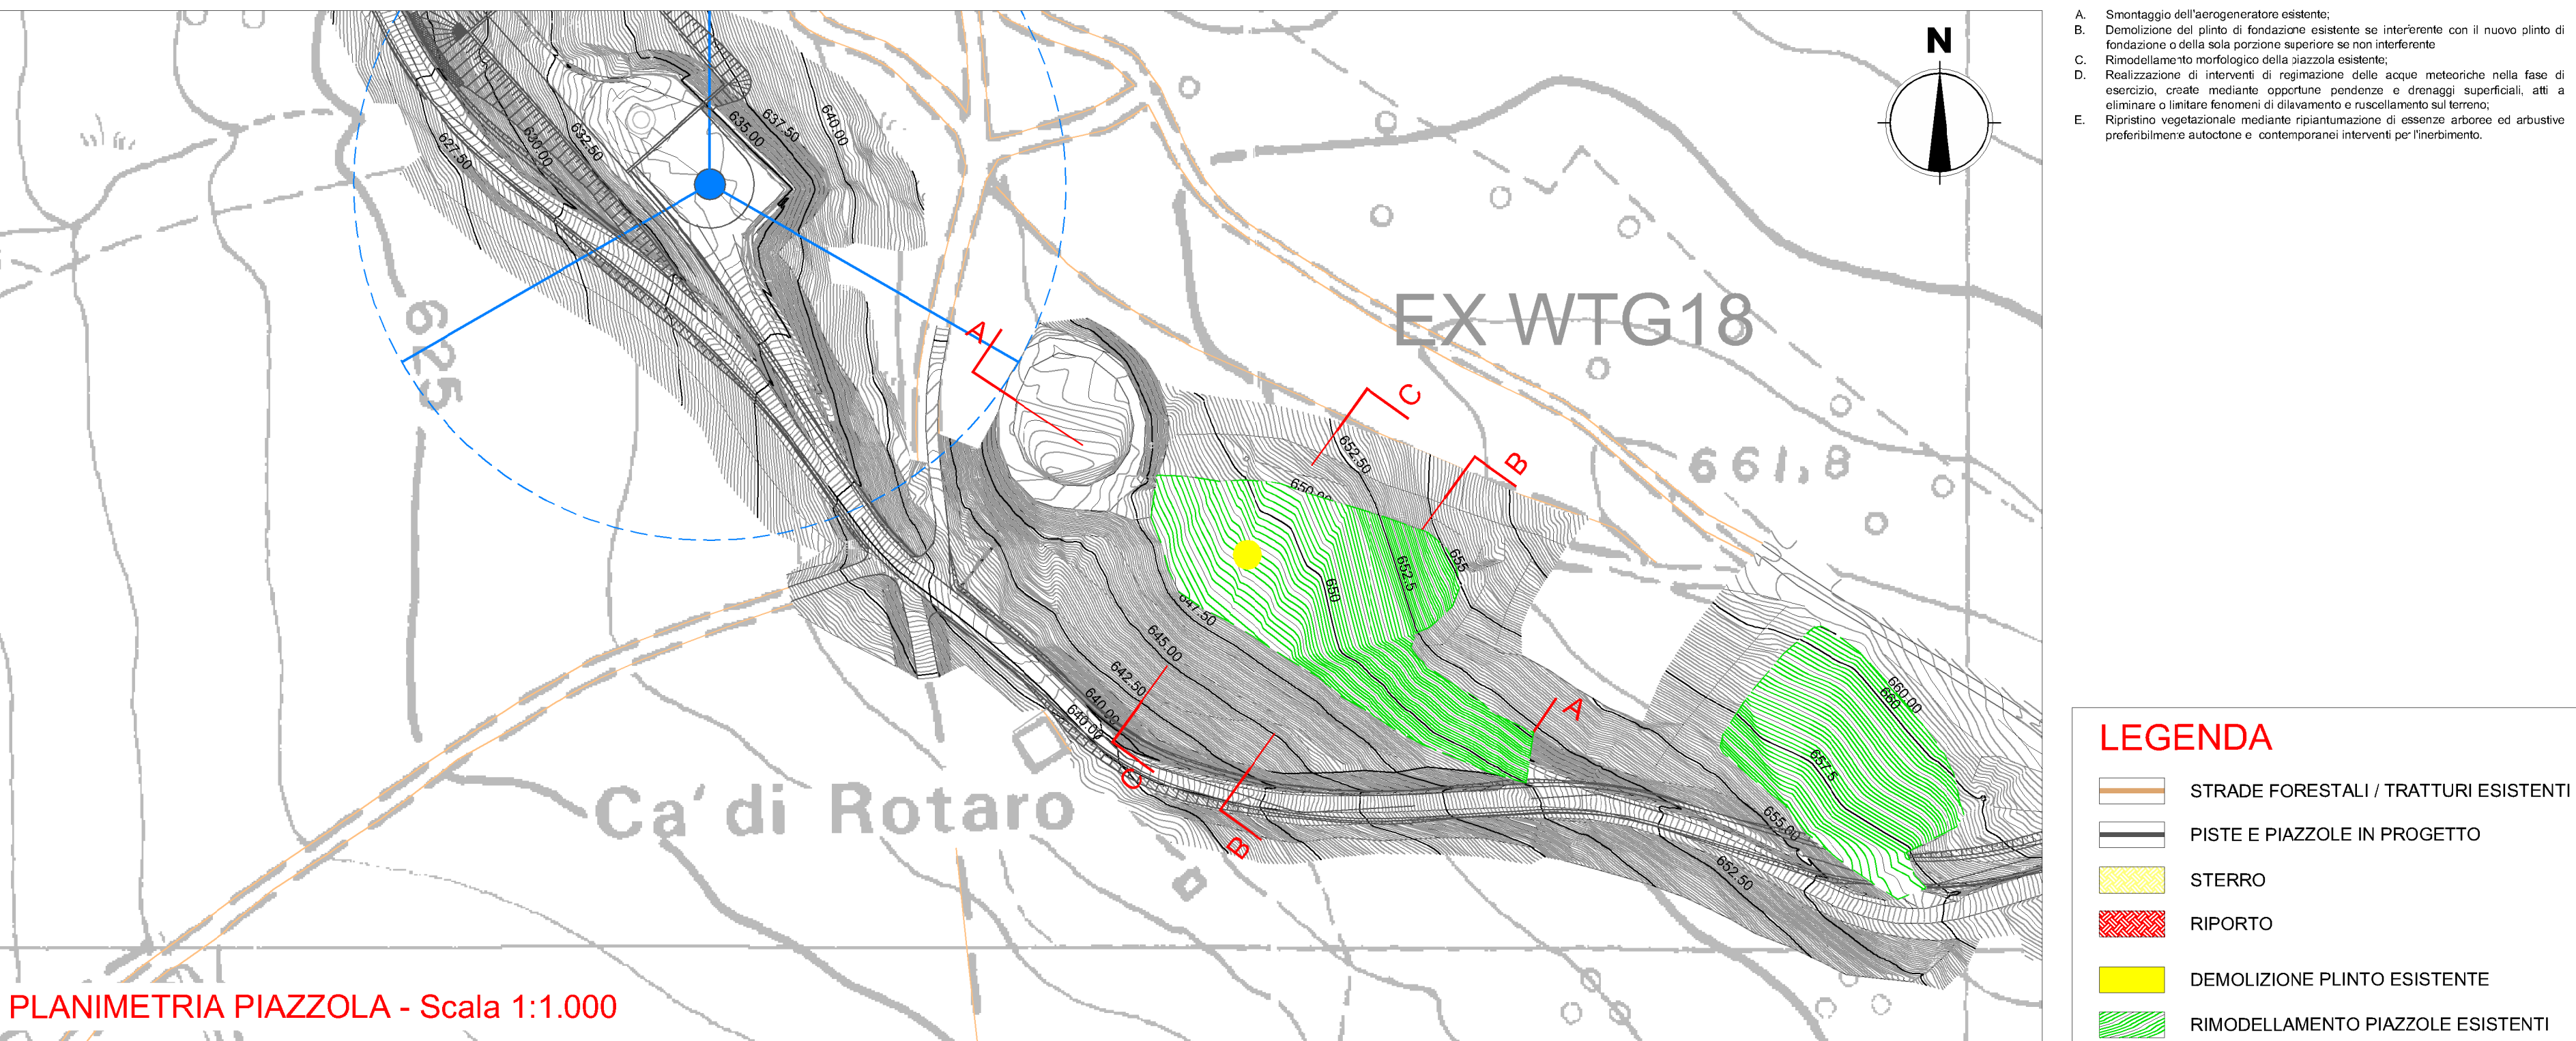 A. Smontaggio dell'aerogeneratore esistente;
B. Demolizione del plinto di fondazione esistente se interferente con il nuovo plinto di
fondazione o della sola porzione superiore se non interferente
C. Rimodellamento morfologico della piazzola esistente;
D. Realizzazione di interventi di regimazione delle acque meteoriche nella fase di
esercizio, create mediante opportune pendenze e drenaggi superficiali, atti a
eliminare o limitare fenomeni di dilavamento e ruscellamento sul terreno;
E. Ripristino vegetazionale mediante ripiantumazione di essenze arboree ed arbustive
preferibilmente autoctone e contemporanei interventi per l'inerbimento.
N
627.50
630.00
632.50
635.00
637.50
640.00
625
EX WTG18
A
C
B
652.50
661,8
650.00
652.5
655
650
647.50
645.00
642.50
640.00
640.00
A
C
B
660.00
660
657.5
655.00
652.50
Ca' di Rotaro
PLANIMETRIA PIAZZOLA - Scala 1:1.000
LEGENDA
STRADE FORESTALI / TRATTURI ESISTENTI
PISTE E PIAZZOLE IN PROGETTO
STERRO
RIPORTO
DEMOLIZIONE PLINTO ESISTENTE
RIMODELLAMENTO PIAZZOLE ESISTENTI